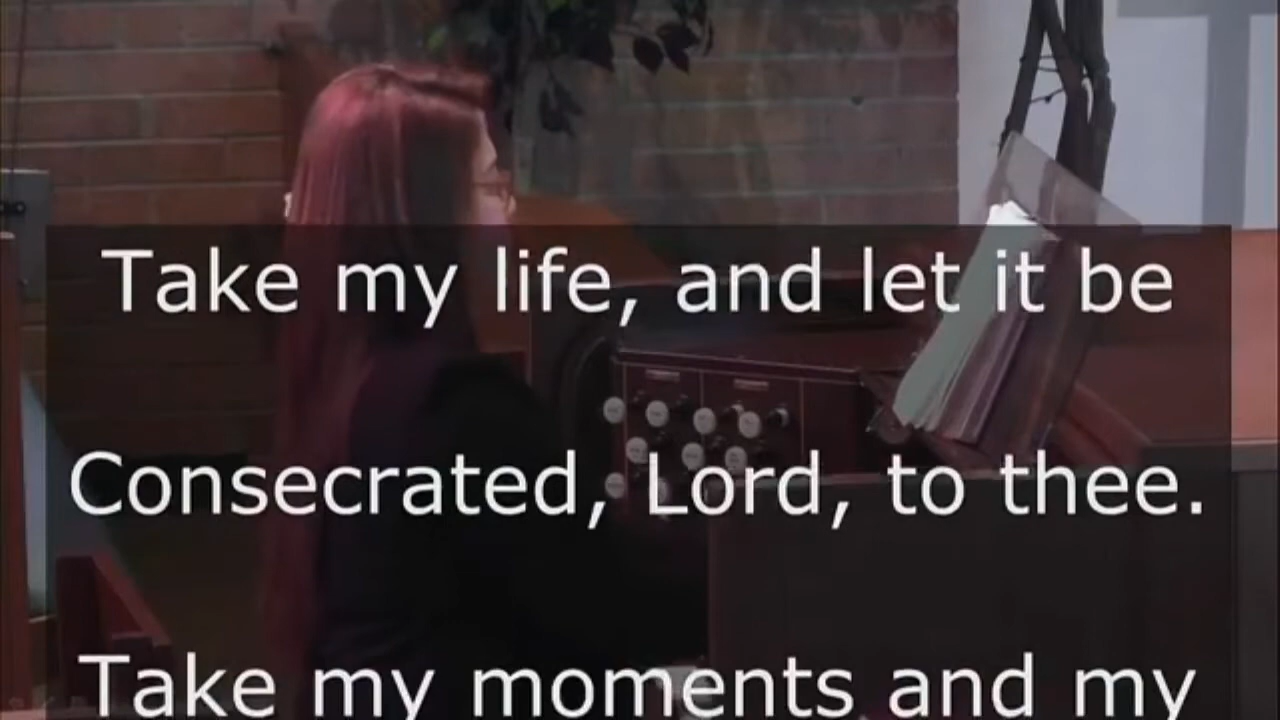 Take my life, and let it be
Consecrated, Lord, to thee.
Take my moments and my